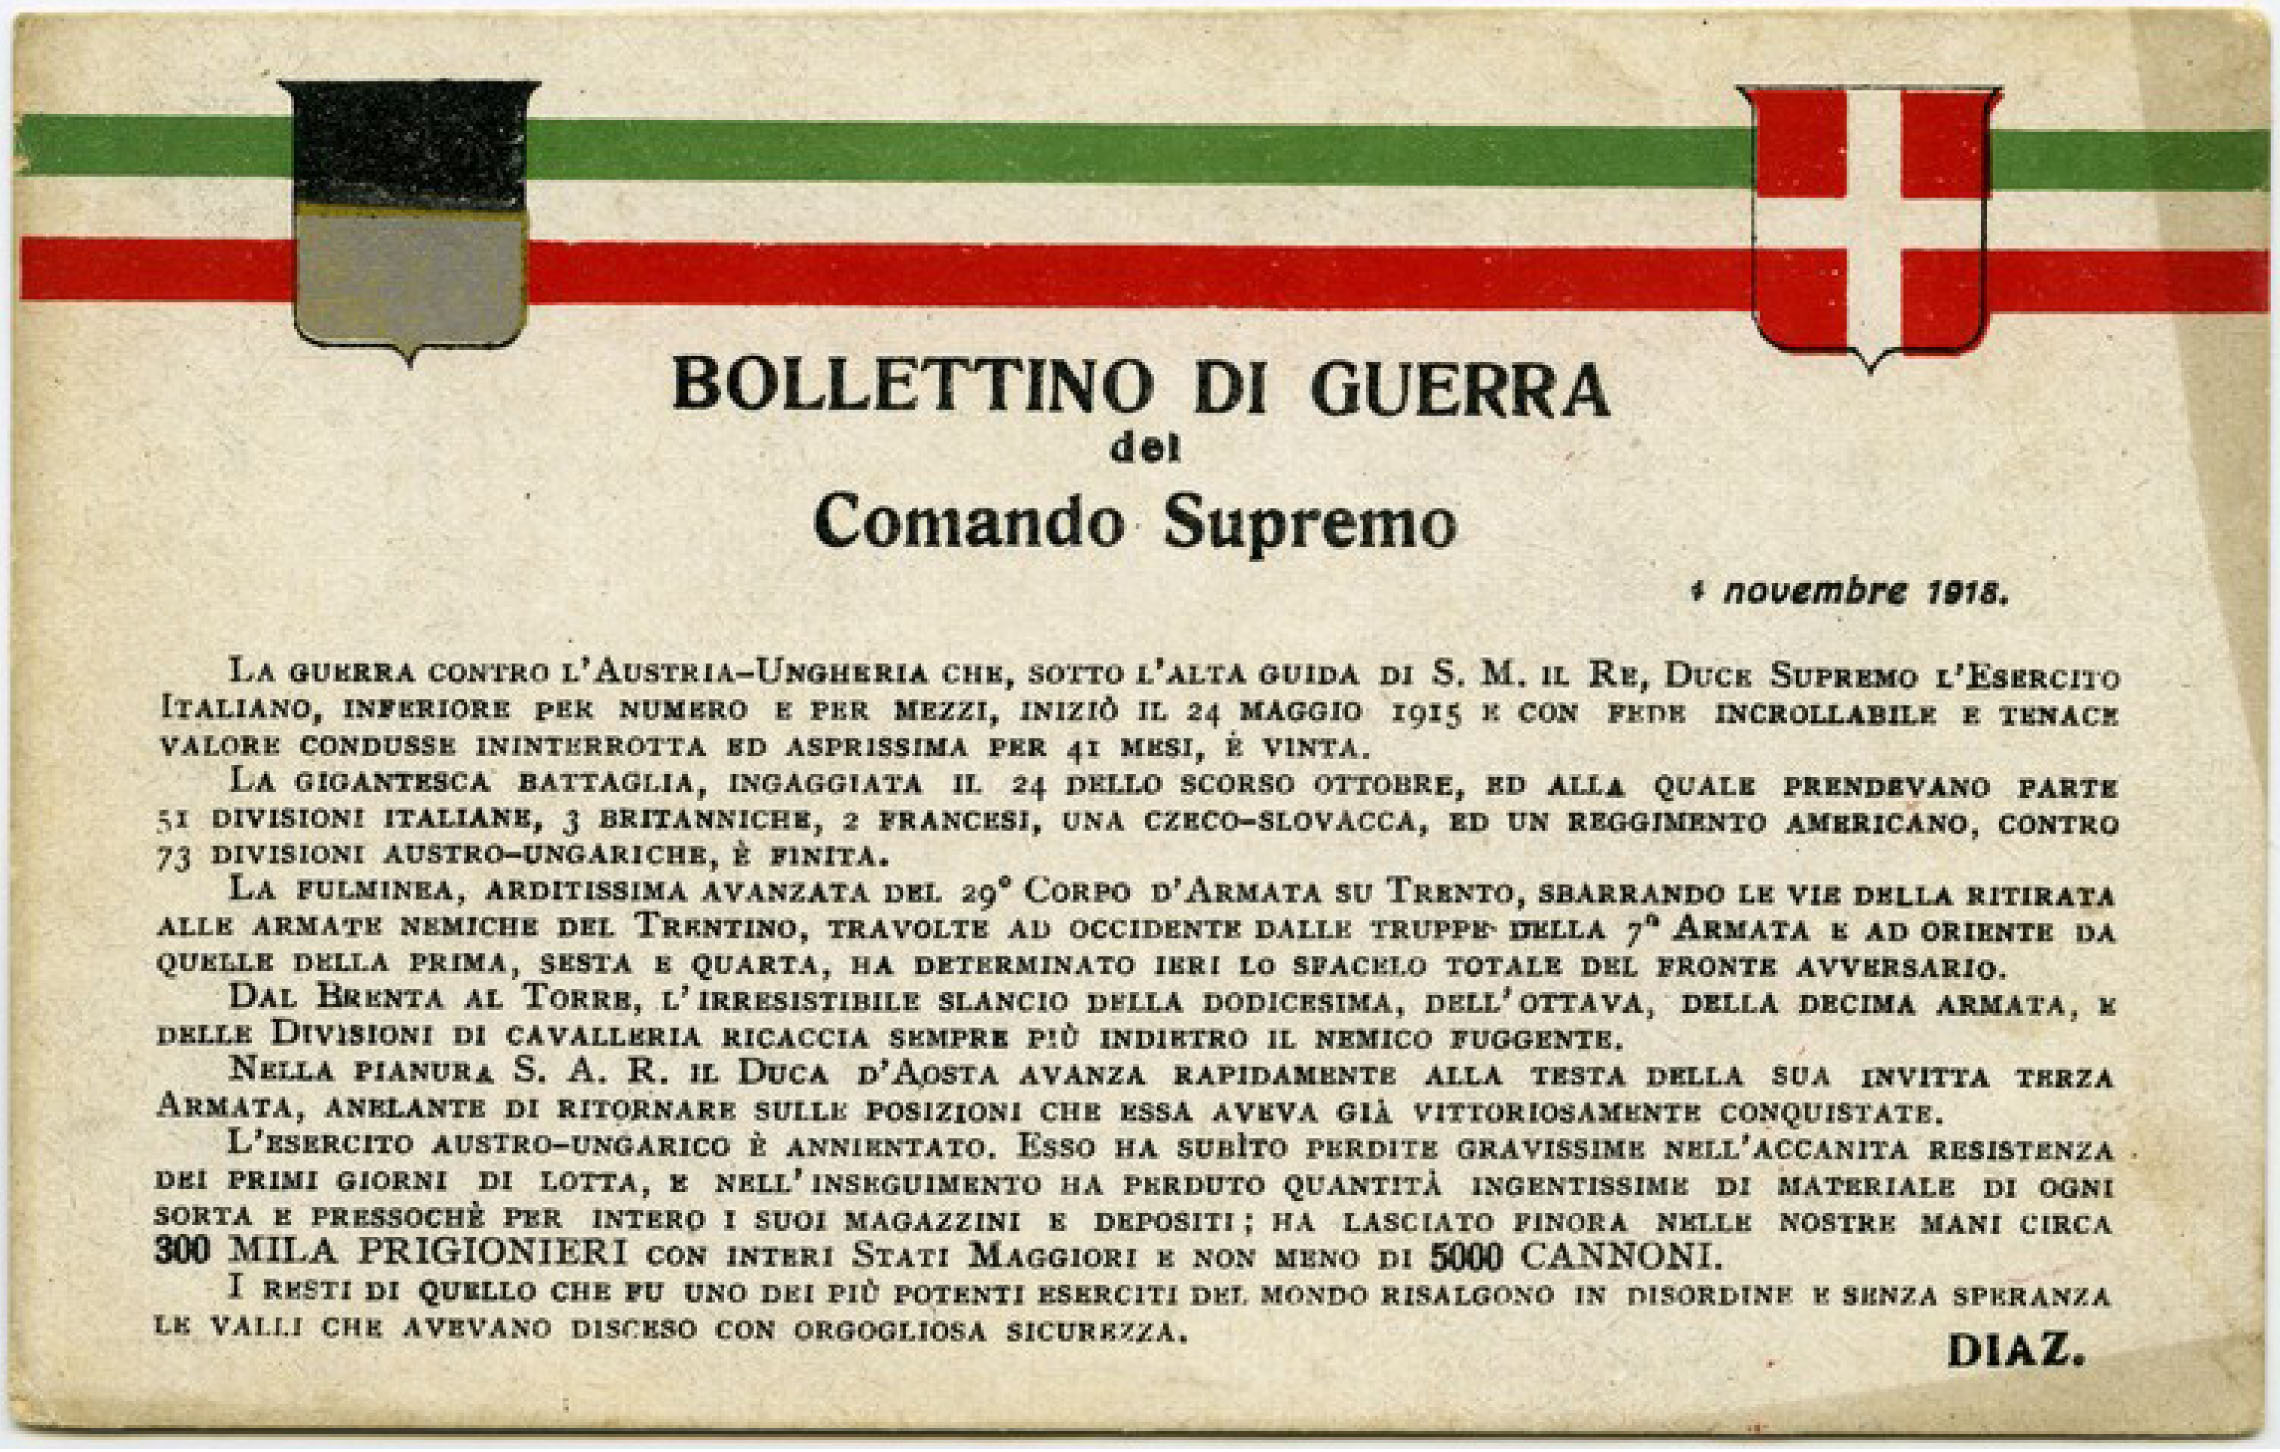 BOLLETTINO DI GUERRA
del
Comando Supremo
4 novembre 1918.
LA GUERRA CONTRO L'AUSTRIA-UNGHERIA CHE, SOTTO L'ALTA GUIDA DI S. M. IL RE, DUCE SUPREMO L'ESERCITO
ITALIANO, INFERIORE PER NUMERO E PER MEZZI, INIZIÒ IL 24 MAGGIO 1915 E CON FEDE INCROLLABILE E TENACE
VALORE CONDUSSE ININTERROTTA ED ASPRISSIMA PER 41 MESI, È VINTA.
LA GIGANTESCA BATTAGLIA, INGAGGIATA IL 24 DELLO SCORSO OTTOBRE, ED ALLA QUALE PRENDEVANO PARTE
51 DIVISIONI ITALIANE, 3 BRITANNICHE, 2 FRANCESI, UNA CZECO-SLOVACCA, ED UN REGGIMENTO AMERICANO, CONTRO
73 DIVISIONI AUSTRO-UNGARICHE, È FINITA.
LA FULMINEA, ARDITISSIMA AVANZATA DEL 29° CORPO D'ARMATA SU TRENTO, SBARRANDO LE VIE DELLA RITIRATA
ALLE ARMATE NEMICHE DEL TRENTINO, TRAVOLTE AD OCCIDENTE DALLE TRUPPE DELLA 7ª ARMATA E AD ORIENTE DA
QUELLE DELLA PRIMA, SESTA E QUARTA, HA DETERMINATO IERI LO SFACELO TOTALE DEL FRONTE AVVERSARIO.
DAL BRENTA AL TORRE, L'IRRESISTIBILE SLANCIO DELLA DODICESIMA, DELL'OTTAVA, DELLA DECIMA ARMATA, E
DELLE DIVISIONI DI CAVALLERIA RICACCIA SEMPRE PIÙ INDIETRO IL NEMICO FUGGENTE.
NELLA PIANURA S. A. R. IL DUCA D'AOSTA AVANZA RAPIDAMENTE ALLA TESTA DELLA SUA INVITTA TERZA
ARMATA, ANELANTE DI RITORNARE SULLE POSIZIONI CHE ESSA AVEVA GIÀ VITTORIOSAMENTE CONQUISTATE.
L'ESERCITO AUSTRO-UNGARICO È ANNIENTATO. ESSO HA SUBÌTO PERDITE GRAVISSIME NELL'ACCANITA RESISTENZA
DEI PRIMI GIORNI DI LOTTA, E NELL'INSEGUIMENTO HA PERDUTO QUANTITÀ INGENTISSIME DI MATERIALE DI OGNI
SORTA E PRESSOCHÈ PER INTERO I SUOI MAGAZZINI E DEPOSITI; HA LASCIATO FINORA NELLE NOSTRE MANI CIRCA
300 MILA PRIGIONIERI CON INTERI STATI MAGGIORI E NON MENO DI 5000 CANNONI.
I RESTI DI QUELLO CHE FU UNO DEI PIÙ POTENTI ESERCITI DEL MONDO RISALGONO IN DISORDINE E SENZA SPERANZA
LE VALLI CHE AVEVANO DISCESO CON ORGOGLIOSA SICUREZZA.
DIAZ.